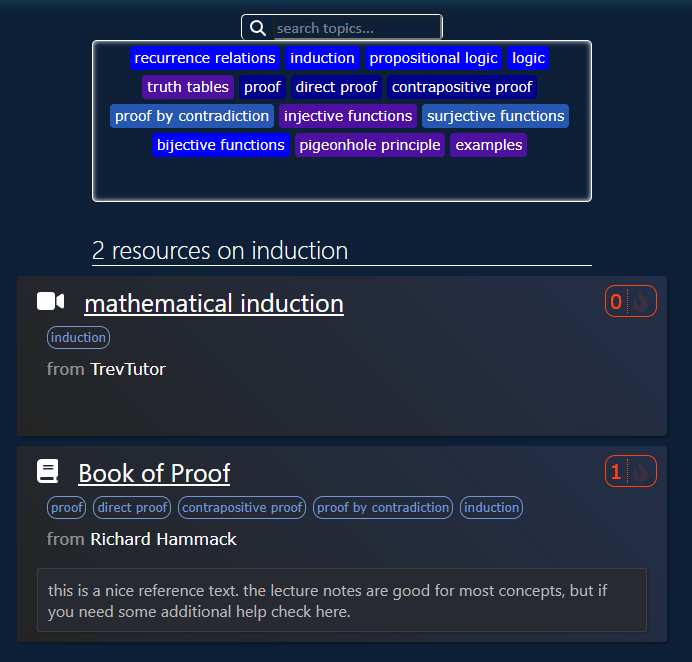 search topics...
recurrence relations induction propositional logic logic
truth tables proof direct proof contrapositive proof
proof by contradiction injective functions surjective functions
bijective functions pigeonhole principle examples
2 resources on induction
mathematical induction 0
induction
from TrevTutor
Book of Proof 1
proof direct proof contrapositive proof proof by contradiction induction
from Richard Hammack
this is a nice reference text. the lecture notes are good for most concepts, but if
you need some additional help check here.